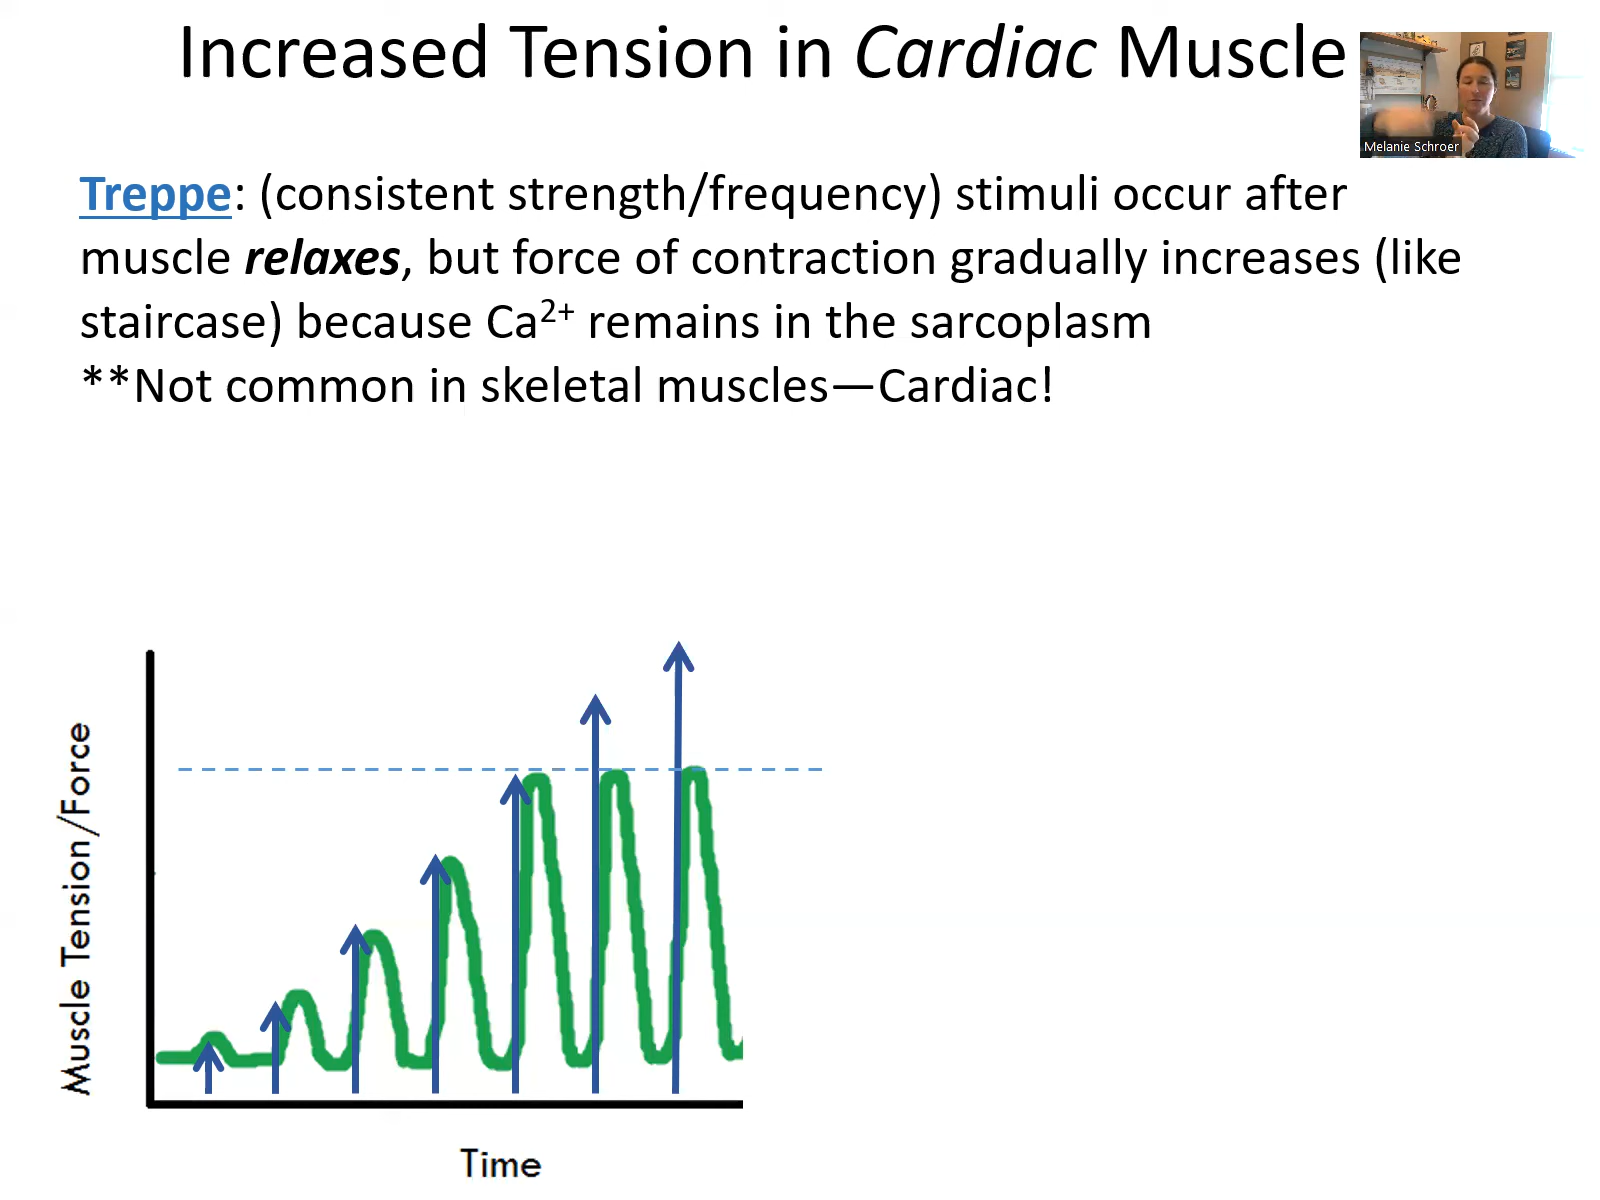 Increased Tension in Cardiac Muscle
Melanie Schroer
Treppe: (consistent strength/frequency) stimuli occur after
muscle relaxes, but force of contraction gradually increases (like
staircase) because Ca²⁺ remains in the sarcoplasm
**Not common in skeletal muscles—Cardiac!
Muscle Tension/Force
Time